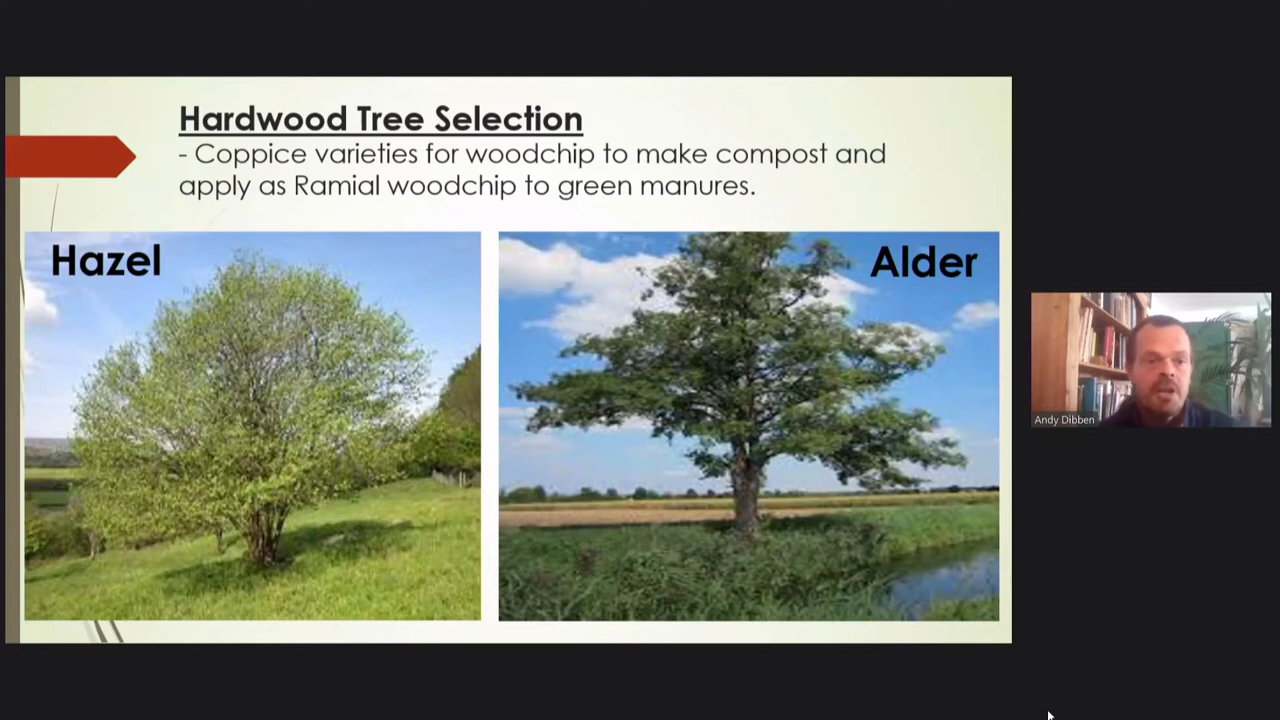 Hardwood Tree Selection
- Coppice varieties for woodchip to make compost and
apply as Ramial woodchip to green manures.
Hazel
Alder
Andy Dibben